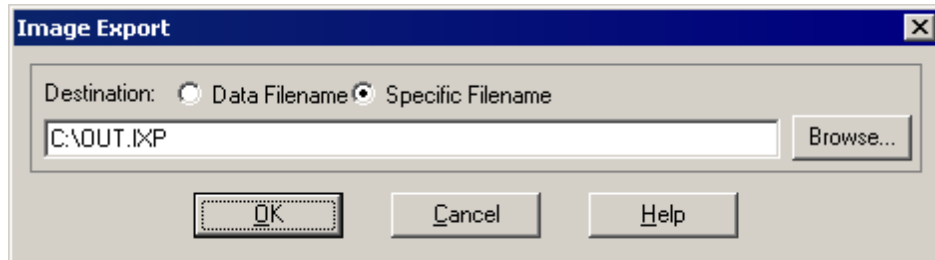 Image Export
Destination: Data Filename Specific Filename
C:\OUT.IXP Browse...
OK Cancel Help